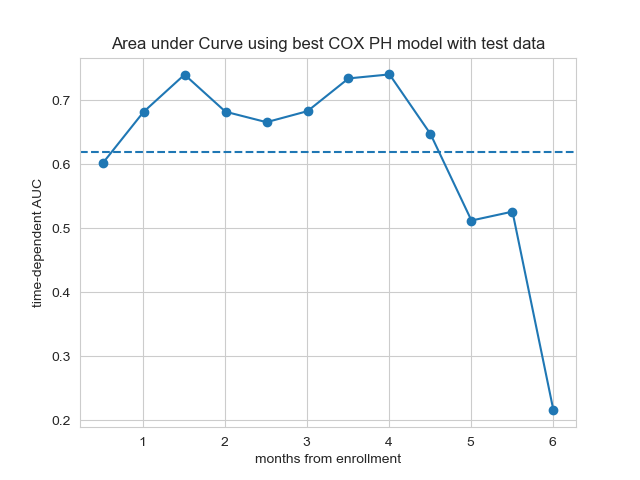 Area under Curve using best COX PH model with test data
time-dependent AUC
0.7
0.6
0.5
0.4
0.3
0.2
1 2 3 4 5 6
months from enrollment